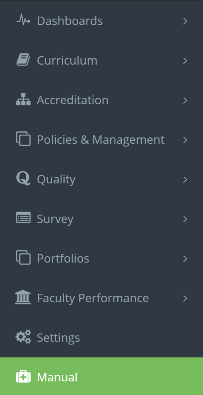 Dashboards
Curriculum
Accreditation
Policies & Management
Quality
Survey
Portfolios
Faculty Performance
Settings
Manual